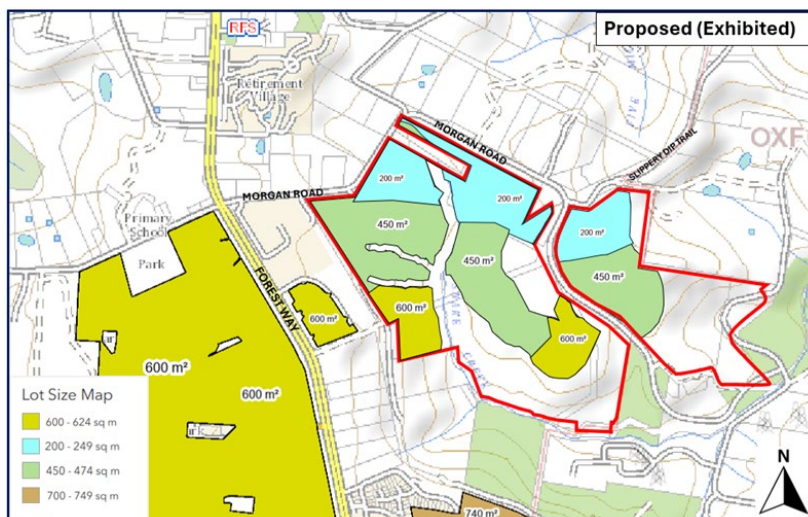 Proposed (Exhibited)
RFS
Retirement
Village
MORGAN ROAD
SLIPPERY DIP TRAIL
OXF
MORGAN ROAD
200 m²
200 m²
200 m²
Primary
School
Park
450 m²
450 m²
450 m²
FOREST WAY
600 m²
600 m²
600 m²
SNAKE
CREEK
600 m²
600 m²
Lot Size Map
600 - 624 sq m
200 - 249 sq m
450 - 474 sq m
700 - 749 sq m
740 m²
N